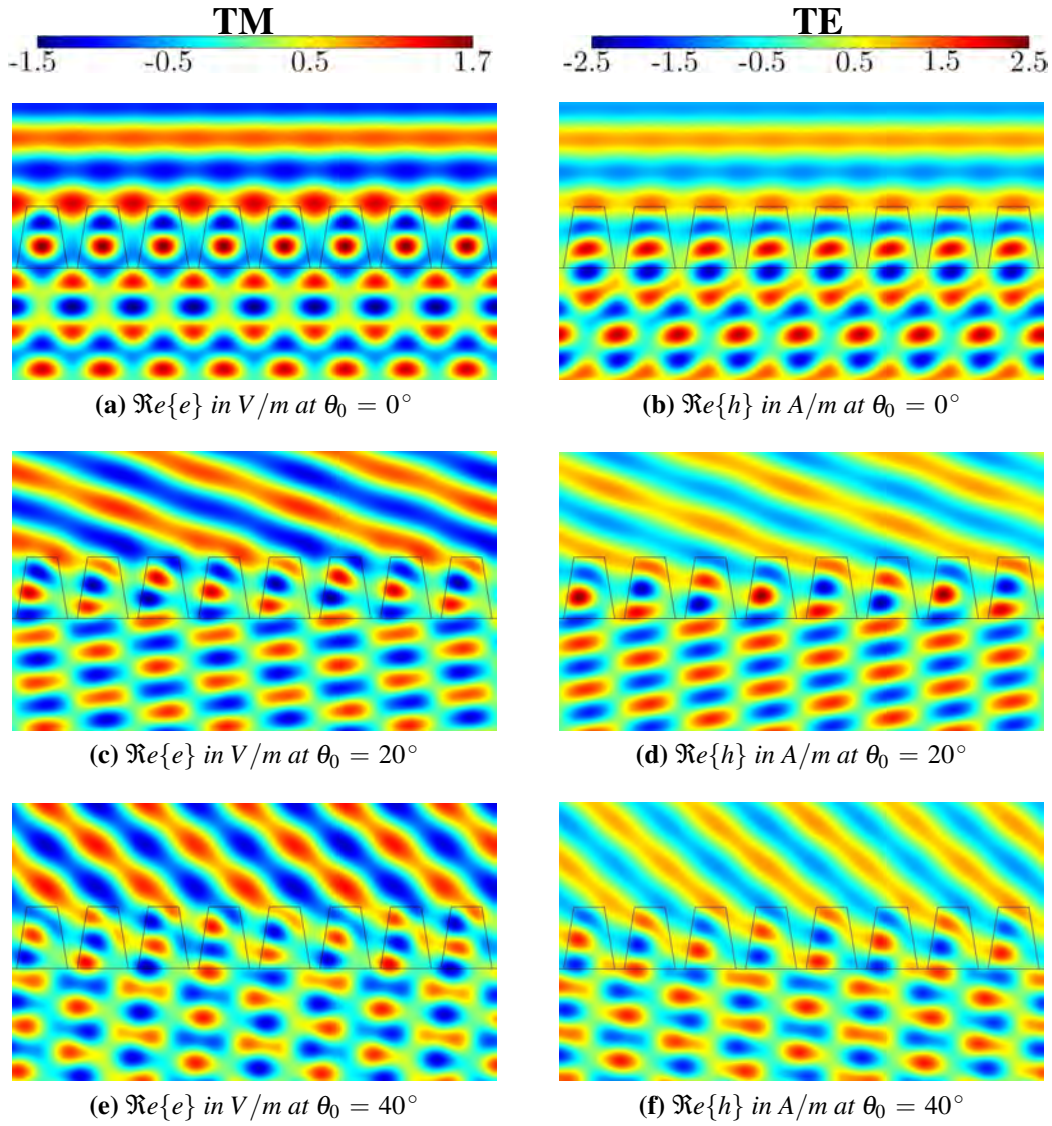 TM
TE
-1.5 -0.5 0.5 1.7
-2.5 -1.5 -0.5 0.5 1.5 2.5
(a) ℜe{e} in V/m at θ₀ = 0°
(b) ℜe{h} in A/m at θ₀ = 0°
(c) ℜe{e} in V/m at θ₀ = 20°
(d) ℜe{h} in A/m at θ₀ = 20°
(e) ℜe{e} in V/m at θ₀ = 40°
(f) ℜe{h} in A/m at θ₀ = 40°